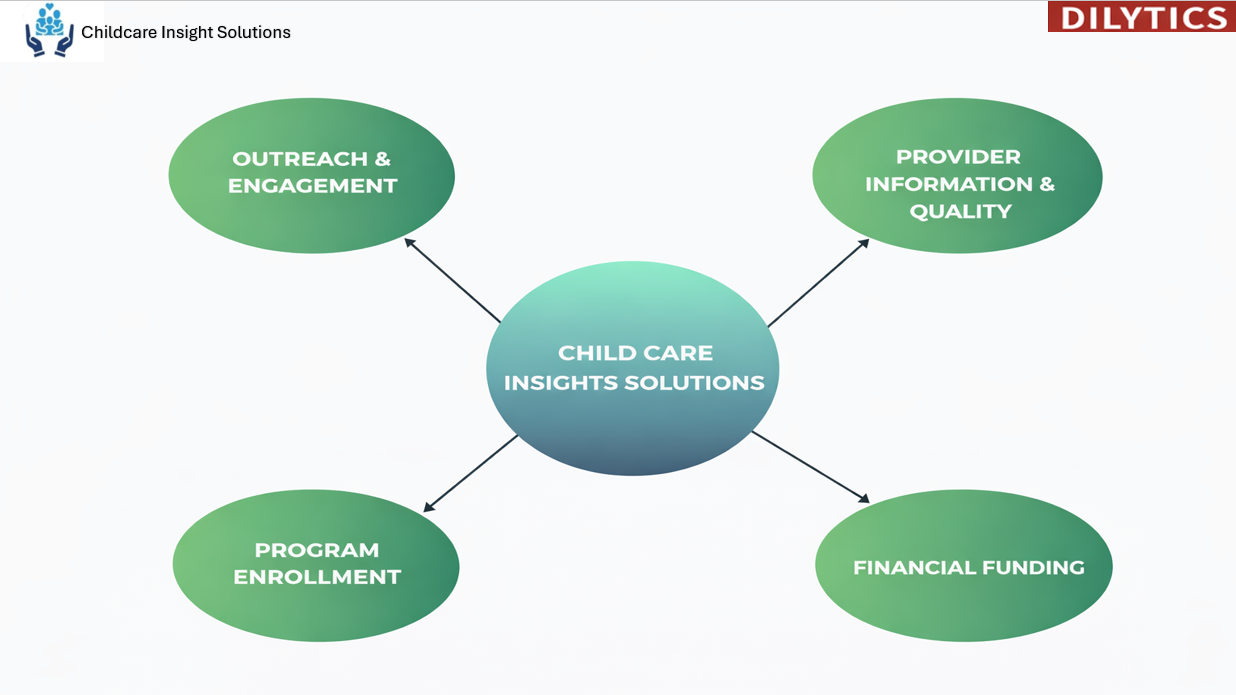 Childcare Insight Solutions
DILYTICS
OUTREACH &
ENGAGEMENT
PROVIDER
INFORMATION &
QUALITY
CHILD CARE
INSIGHTS SOLUTIONS
PROGRAM
ENROLLMENT
FINANCIAL FUNDING